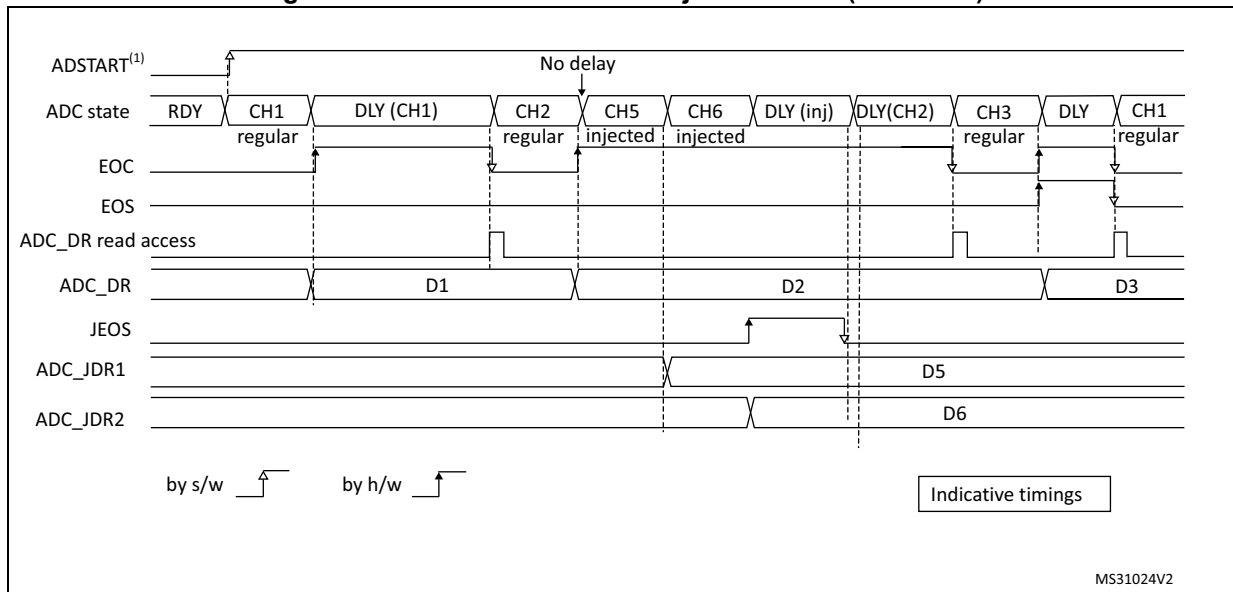 ADSTART(1)
No delay
ADC state RDY CH1 DLY (CH1) CH2 CH5 CH6 DLY (inj) DLY(CH2) CH3 DLY CH1
regular regular injected injected regular regular
EOC
EOS
ADC_DR read access
ADC_DR D1 D2 D3
JEOS
ADC_JDR1 D5
ADC_JDR2 D6
by s/w by h/w Indicative timings
MS31024V2